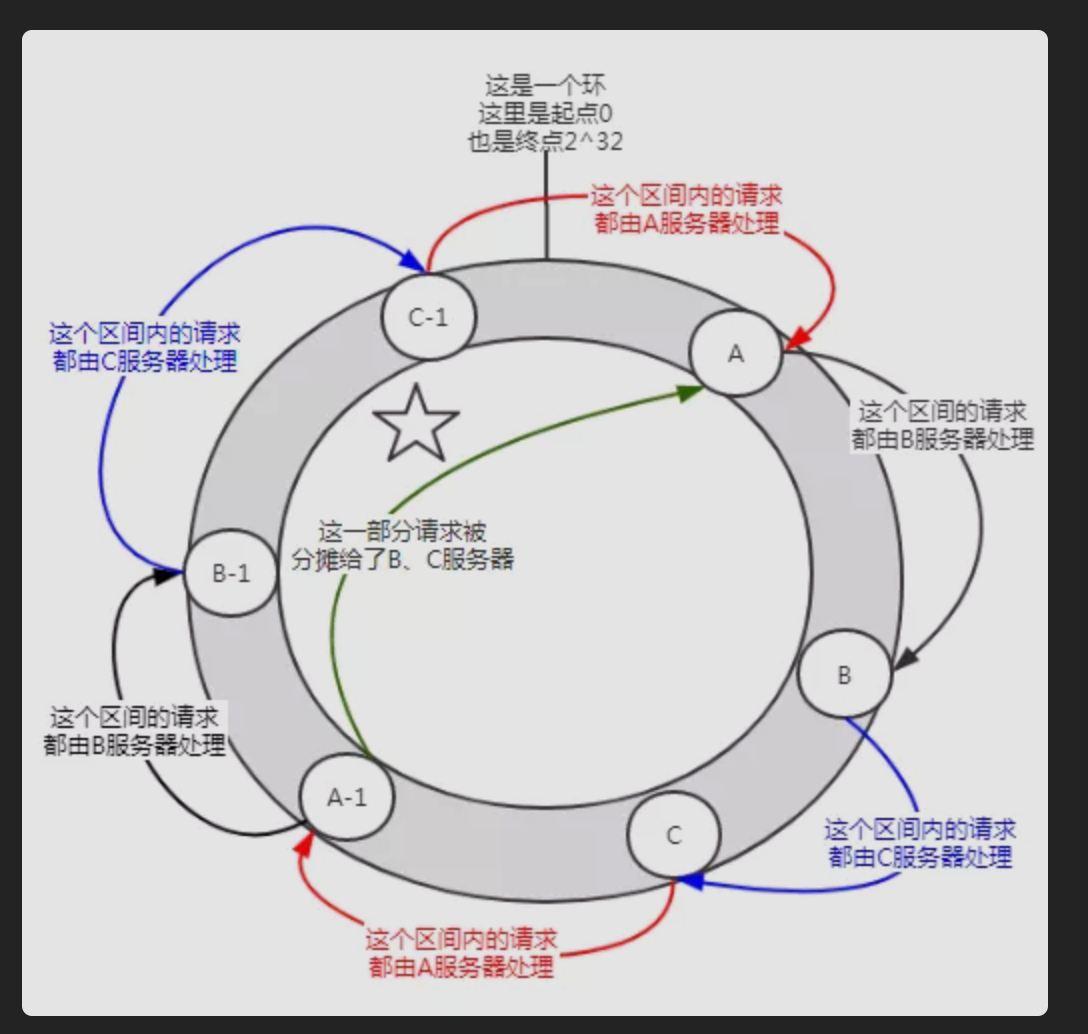 这是一个环
这里是起点0
也是终点2^32
这个区间内的请求
都由A服务器处理
C-1
A
这个区间内的请求
都由C服务器处理
这个区间的请求
都由B服务器处理
这一部分请求被
分摊给了B、C服务器
B-1
B
这个区间的请求
都由B服务器处理
A-1
C
这个区间内的请求
都由C服务器处理
这个区间内的请求
都由A服务器处理